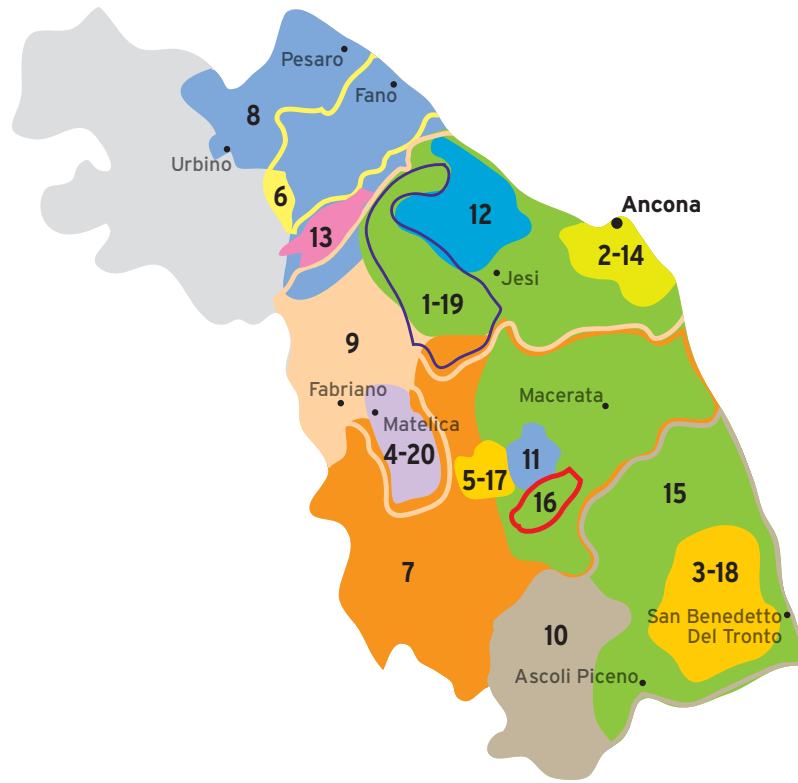 Pesaro
Fano
8
Urbino
6
13
12
Ancona
2-14
Jesi
1-19
9
Fabriano
Macerata
Matelica
4-20
11
5-17
16
15
7
3-18
San Benedetto
Del Tronto
10
Ascoli Piceno